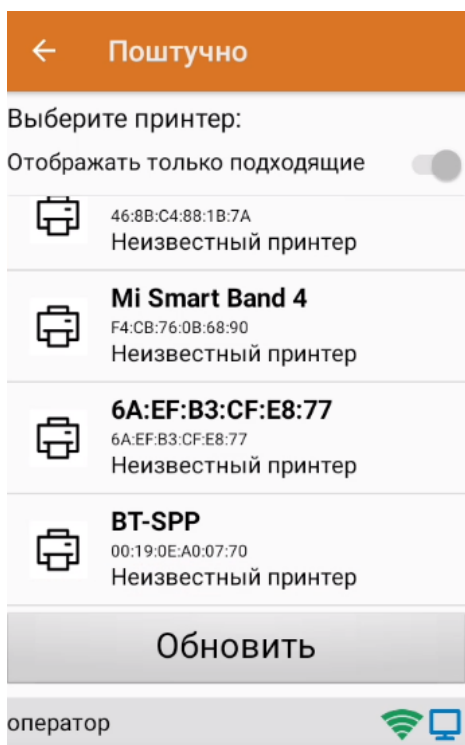 Поштучно
Выберите принтер:
Отображать только подходящие
46:8B:C4:88:1B:7A
Неизвестный принтер
Mi Smart Band 4
F4:CB:76:0B:68:90
Неизвестный принтер
6A:EF:B3:CF:E8:77
6A:EF:B3:CF:E8:77
Неизвестный принтер
BT-SPP
00:19:0E:A0:07:70
Неизвестный принтер
Обновить
оператор